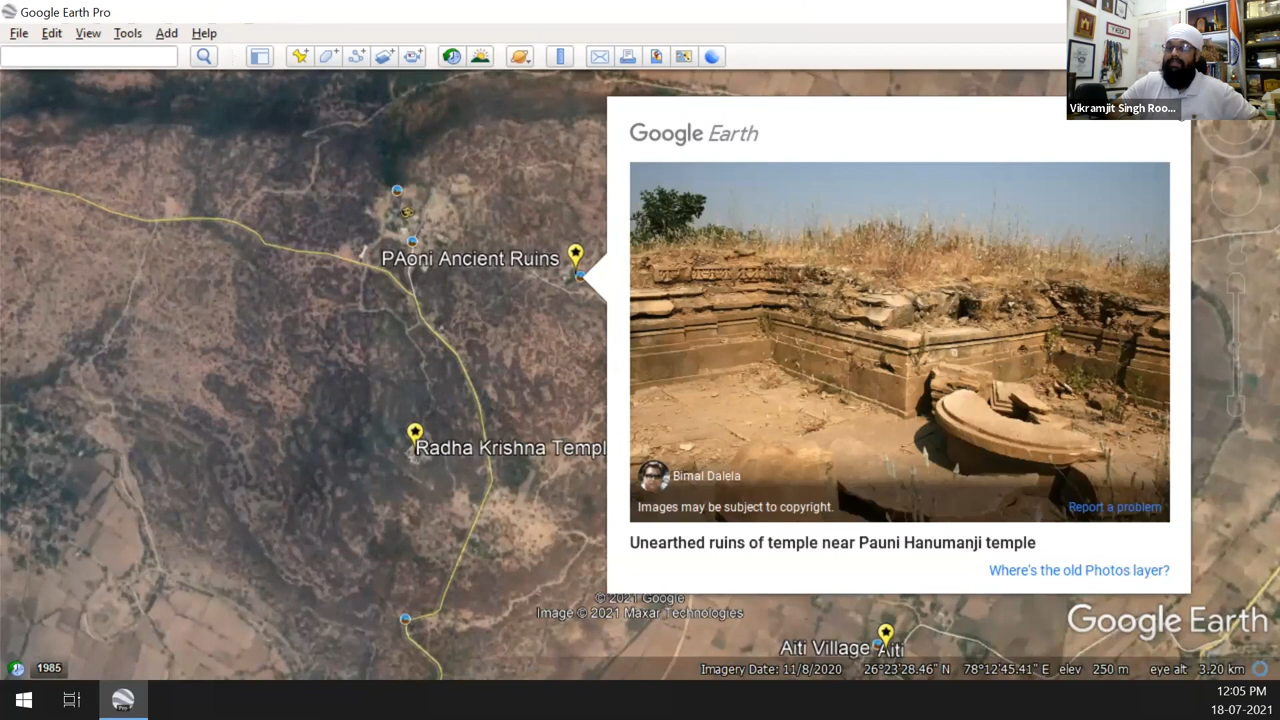 Google Earth Pro
File Edit View Tools Add Help
Vikramjit Singh Roo...
Google Earth
PAoni Ancient Ruins
Radha Krishna Templ
Bimal Dalela
Images may be subject to copyright.
Report a problem
Unearthed ruins of temple near Pauni Hanumanji temple
Where's the old Photos layer?
© 2021 Google
Image © 2021 Maxar Technologies
Google Earth
Aiti Village Aiti
1985
Imagery Date: 11/8/2020 26°23'28.46" N 78°12'45.41" E elev 250 m eye alt 3.20 km
Pro
12:05 PM
18-07-2021